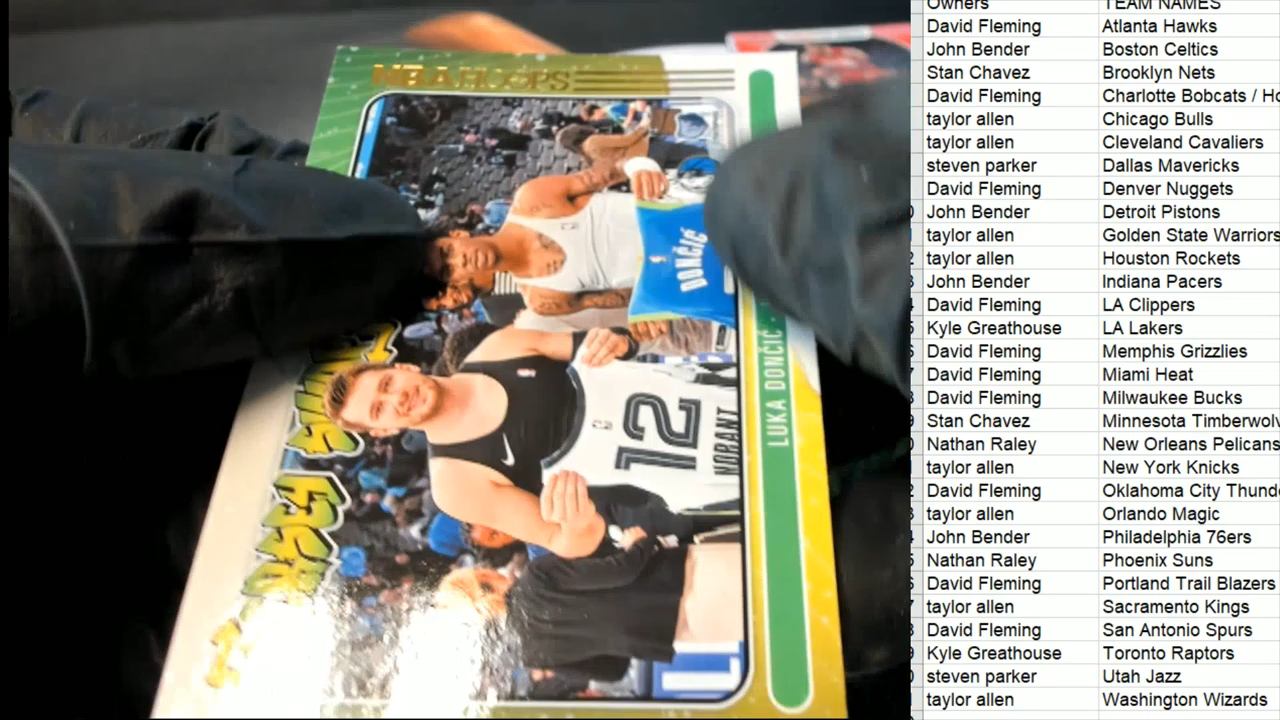 NBA HOOPS
DONČIĆ
12
MORANT
LUKA DONČIĆ
Owners TEAM NAMES
David Fleming Atlanta Hawks
John Bender Boston Celtics
Stan Chavez Brooklyn Nets
David Fleming Charlotte Bobcats / Ho
taylor allen Chicago Bulls
taylor allen Cleveland Cavaliers
steven parker Dallas Mavericks
David Fleming Denver Nuggets
John Bender Detroit Pistons
taylor allen Golden State Warriors
taylor allen Houston Rockets
John Bender Indiana Pacers
David Fleming LA Clippers
Kyle Greathouse LA Lakers
David Fleming Memphis Grizzlies
David Fleming Miami Heat
David Fleming Milwaukee Bucks
Stan Chavez Minnesota Timberwolv
Nathan Raley New Orleans Pelicans
taylor allen New York Knicks
David Fleming Oklahoma City Thund
taylor allen Orlando Magic
John Bender Philadelphia 76ers
Nathan Raley Phoenix Suns
David Fleming Portland Trail Blazers
taylor allen Sacramento Kings
David Fleming San Antonio Spurs
Kyle Greathouse Toronto Raptors
steven parker Utah Jazz
taylor allen Washington Wizards